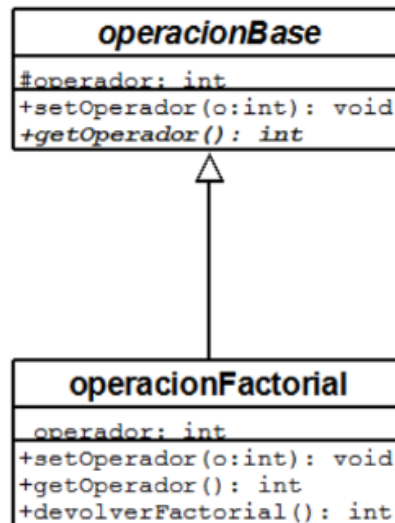 operacionBase
#operador: int
+setOperador(o:int): void
+getOperador(): int
operacionFactorial
operador: int
+setOperador(o:int): void
+getOperador(): int
+devolverFactorial(): int